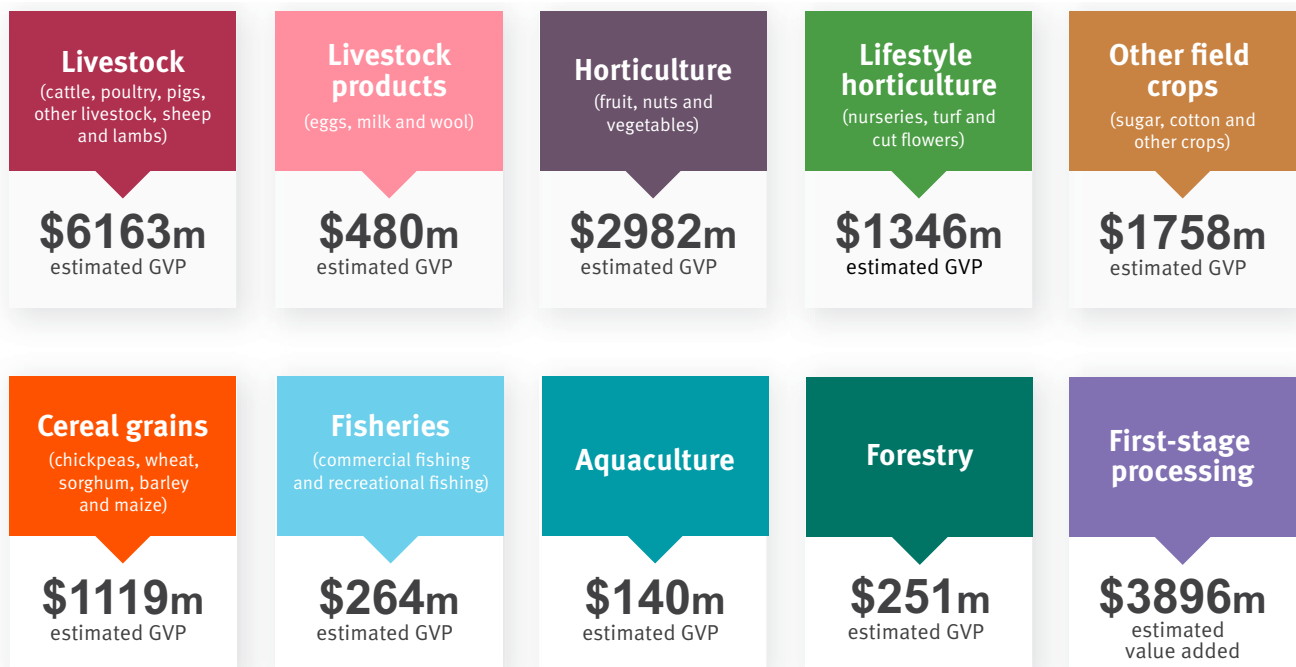 Livestock
(cattle, poultry, pigs,
other livestock, sheep
and lambs)
$6163m
estimated GVP
Livestock
products
(eggs, milk and wool)
$480m
estimated GVP
Horticulture
(fruit, nuts and
vegetables)
$2982m
estimated GVP
Lifestyle
horticulture
(nurseries, turf and
cut flowers)
$1346m
estimated GVP
Other field
crops
(sugar, cotton and
other crops)
$1758m
estimated GVP
Cereal grains
(chickpeas, wheat,
sorghum, barley
and maize)
$1119m
estimated GVP
Fisheries
(commercial fishing
and recreational fishing)
$264m
estimated GVP
Aquaculture
$140m
estimated GVP
Forestry
$251m
estimated GVP
First-stage
processing
$3896m
estimated
value added